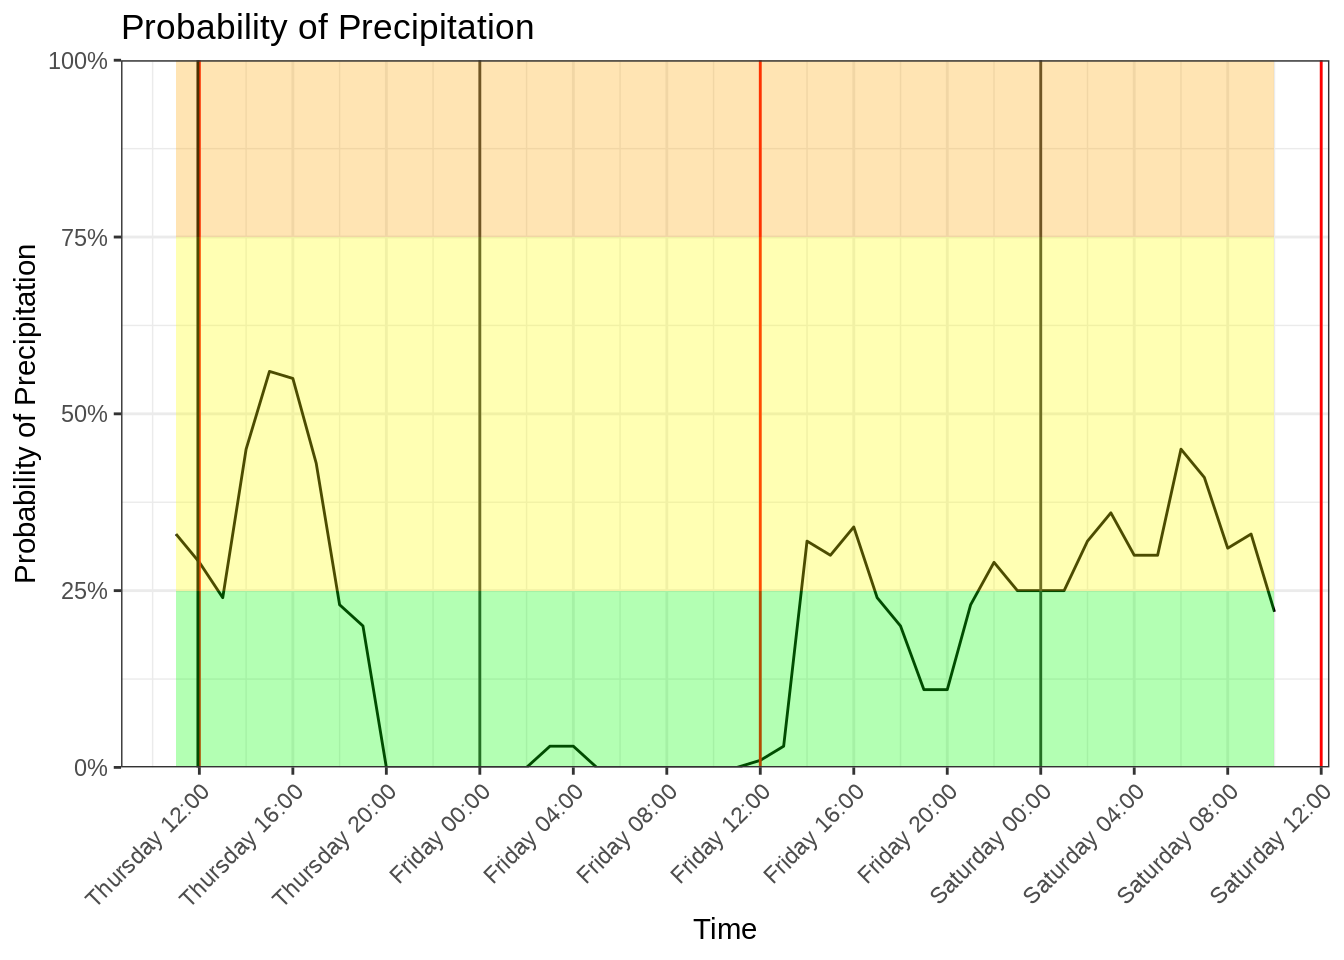 Probability of Precipitation
Probability of Precipitation
100%
75%
50%
25%
0%
Thursday 12:00
Thursday 16:00
Thursday 20:00
Friday 00:00
Friday 04:00
Friday 08:00
Friday 12:00
Friday 16:00
Friday 20:00
Saturday 00:00
Saturday 04:00
Saturday 08:00
Saturday 12:00
Time